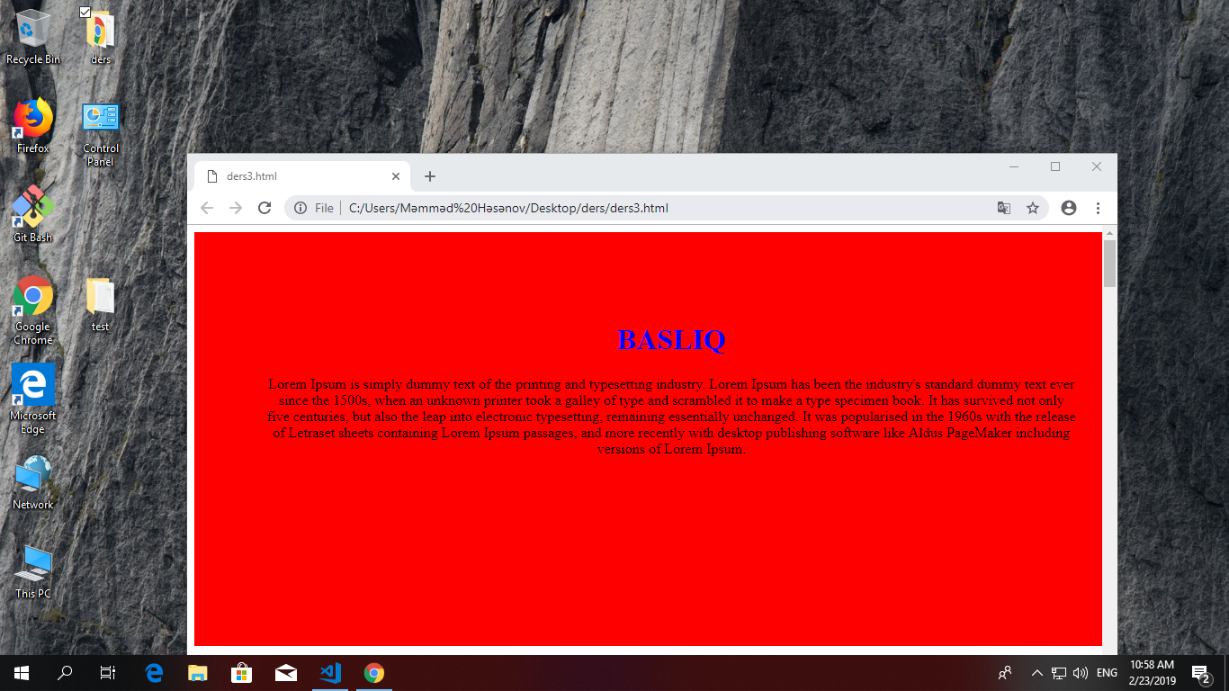 Recycle Bin
ders
Firefox
Control
Panel
Git Bash
Google
Chrome
test
Microsoft
Edge
Network
This PC
ders3.html
File
C:/Users/Məmməd%20Həsənov/Desktop/ders/ders3.html
BASLIQ
Lorem Ipsum is simply dummy text of the printing and typesetting industry. Lorem Ipsum has been the industry's standard dummy text ever
since the 1500s, when an unknown printer took a galley of type and scrambled it to make a type specimen book. It has survived not only
five centuries, but also the leap into electronic typesetting, remaining essentially unchanged. It was popularised in the 1960s with the release
of Letraset sheets containing Lorem Ipsum passages, and more recently with desktop publishing software like Aldus PageMaker including
versions of Lorem Ipsum.
ENG
10:58 AM
2/23/2019
2